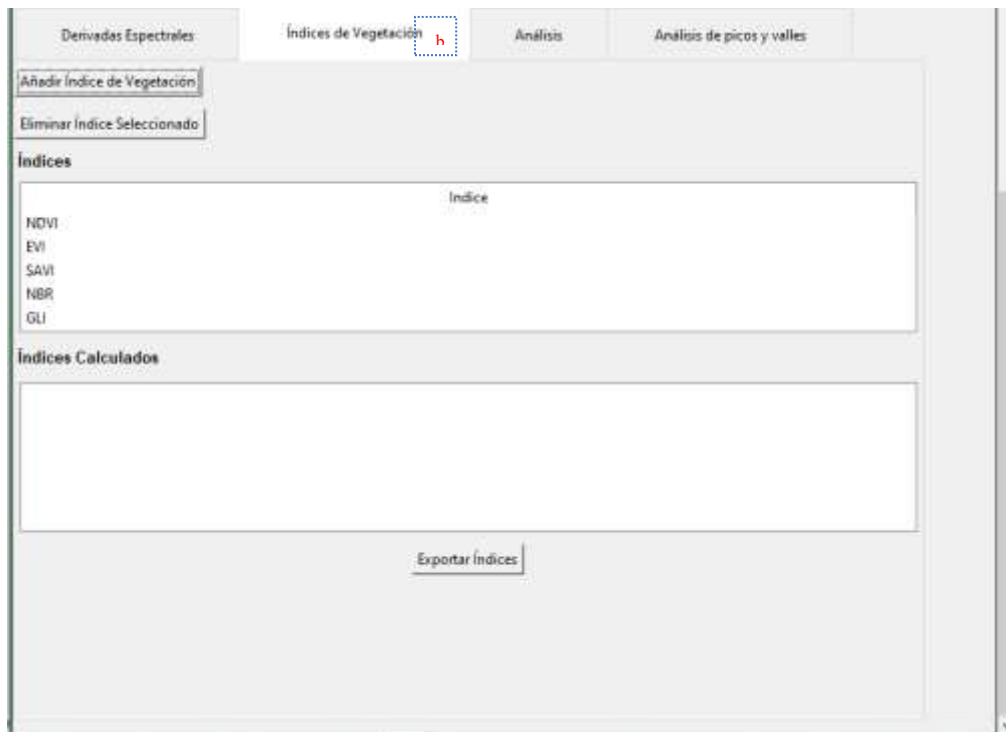 Derivadas Espectrales Índices de Vegetación b Análisis Análisis de picos y valles
Añadir Índice de Vegetación
Eliminar Índice Seleccionado
Índices
Indice
NDVI
EVI
SAVI
NBR
GLI
Índices Calculados
Exportar Índices